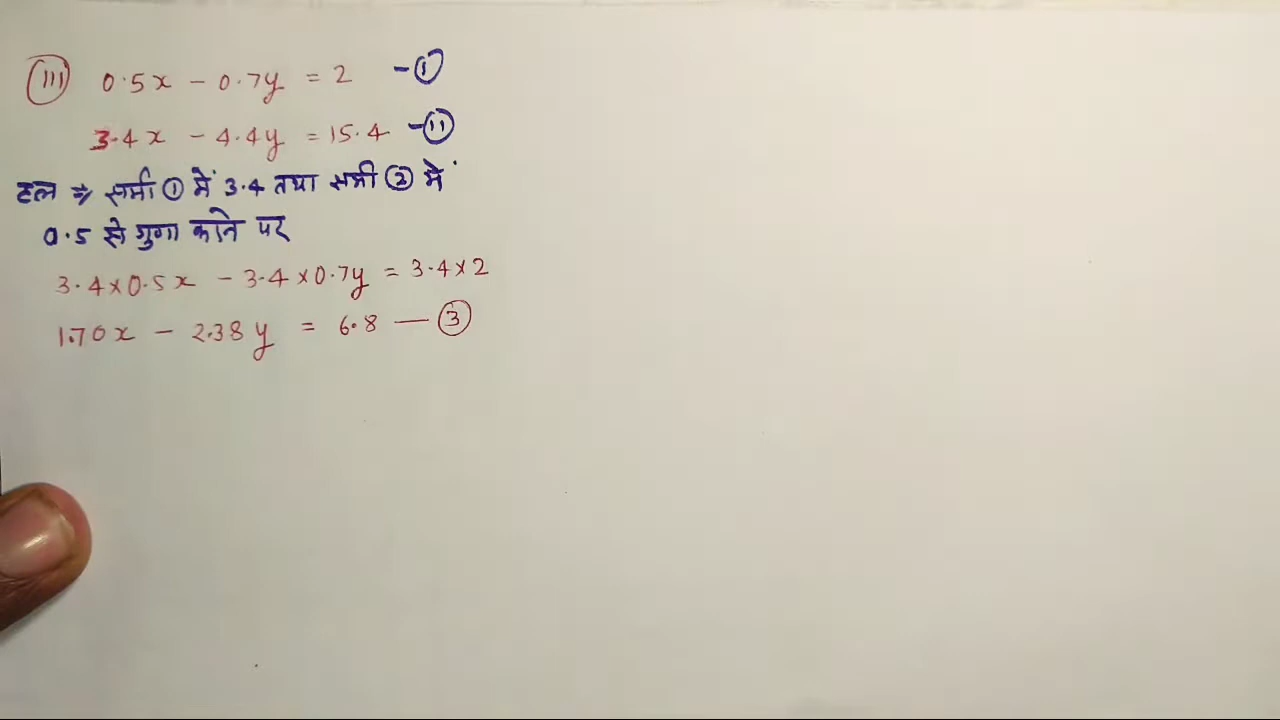 (III) 0.5x - 0.7y = 2 -①
3.4x - 4.4y = 15.4 -(11)
हल ⇒ समी ① में 3.4 तथा समी ② में
0.5 से गुणा करने पर
3.4×0.5x - 3.4×0.7y = 3.4×2
1.70x - 2.38y = 6.8 — ③